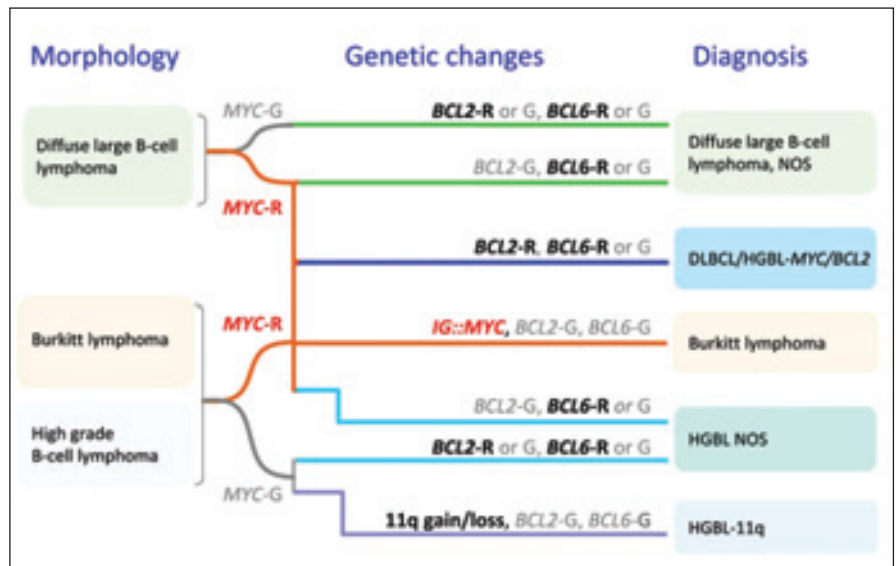 Morphology
Genetic changes
Diagnosis
MYC-G
BCL2-R or G, BCL6-R or G
Diffuse large B-cell
lymphoma
Diffuse large B-cell
lymphoma, NOS
BCL2-G, BCL6-R or G
MYC-R
BCL2-R, BCL6-R or G
DLBCL/HGBL-MYC/BCL2
MYC-R
IG::MYC, BCL2-G, BCL6-G
Burkitt lymphoma
Burkitt lymphoma
BCL2-G, BCL6-R or G
High grade
B-cell lymphoma
HGBL NOS
BCL2-R or G, BCL6-R or G
MYC-G
11q gain/loss, BCL2-G, BCL6-G
HGBL-11q